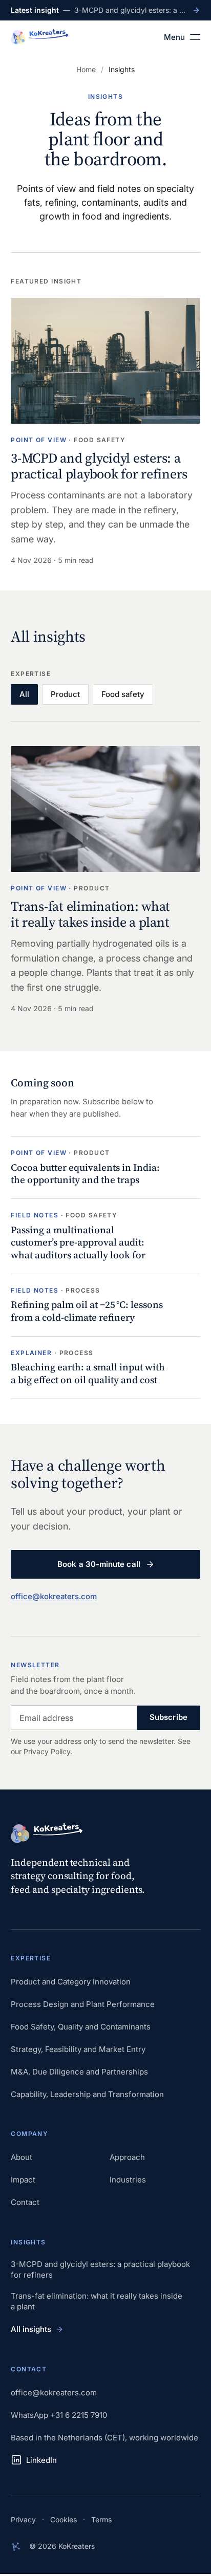 Latest insight — 3-MCPD and glycidyl esters: a ... →
KoKreaters
Menu
Home / Insights
INSIGHTS
Ideas from the
plant floor and
the boardroom.
Points of view and field notes on specialty
fats, refining, contaminants, audits and
growth in food and ingredients.
FEATURED INSIGHT
POINT OF VIEW · FOOD SAFETY
3-MCPD and glycidyl esters: a
practical playbook for refiners
Process contaminants are not a laboratory
problem. They are made in the refinery,
step by step, and they can be unmade the
same way.
4 Nov 2026 · 5 min read
All insights
EXPERTISE
All Product Food safety
POINT OF VIEW · PRODUCT
Trans-fat elimination: what
it really takes inside a plant
Removing partially hydrogenated oils is a
formulation change, a process change and
a people change. Plants that treat it as only
the first one struggle.
4 Nov 2026 · 5 min read
Coming soon
In preparation now. Subscribe below to
hear when they are published.
POINT OF VIEW · PRODUCT
Cocoa butter equivalents in India:
the opportunity and the traps
FIELD NOTES · FOOD SAFETY
Passing a multinational
customer's pre-approval audit:
what auditors actually look for
FIELD NOTES · PROCESS
Refining palm oil at −25 °C: lessons
from a cold-climate refinery
EXPLAINER · PROCESS
Bleaching earth: a small input with
a big effect on oil quality and cost
Have a challenge worth
solving together?
Tell us about your product, your plant or
your decision.
Book a 30-minute call →
office@kokreaters.com
NEWSLETTER
Field notes from the plant floor
and the boardroom, once a month.
Email address Subscribe
We use your address only to send the newsletter. See
our Privacy Policy.
KoKreaters
Independent technical and
strategy consulting for food,
feed and specialty ingredients.
EXPERTISE
Product and Category Innovation
Process Design and Plant Performance
Food Safety, Quality and Contaminants
Strategy, Feasibility and Market Entry
M&A, Due Diligence and Partnerships
Capability, Leadership and Transformation
COMPANY
About Approach
Impact Industries
Contact
INSIGHTS
3-MCPD and glycidyl esters: a practical playbook
for refiners
Trans-fat elimination: what it really takes inside
a plant
All insights →
CONTACT
office@kokreaters.com
WhatsApp +31 6 2215 7910
Based in the Netherlands (CET), working worldwide
LinkedIn
Privacy · Cookies · Terms
© 2026 KoKreaters